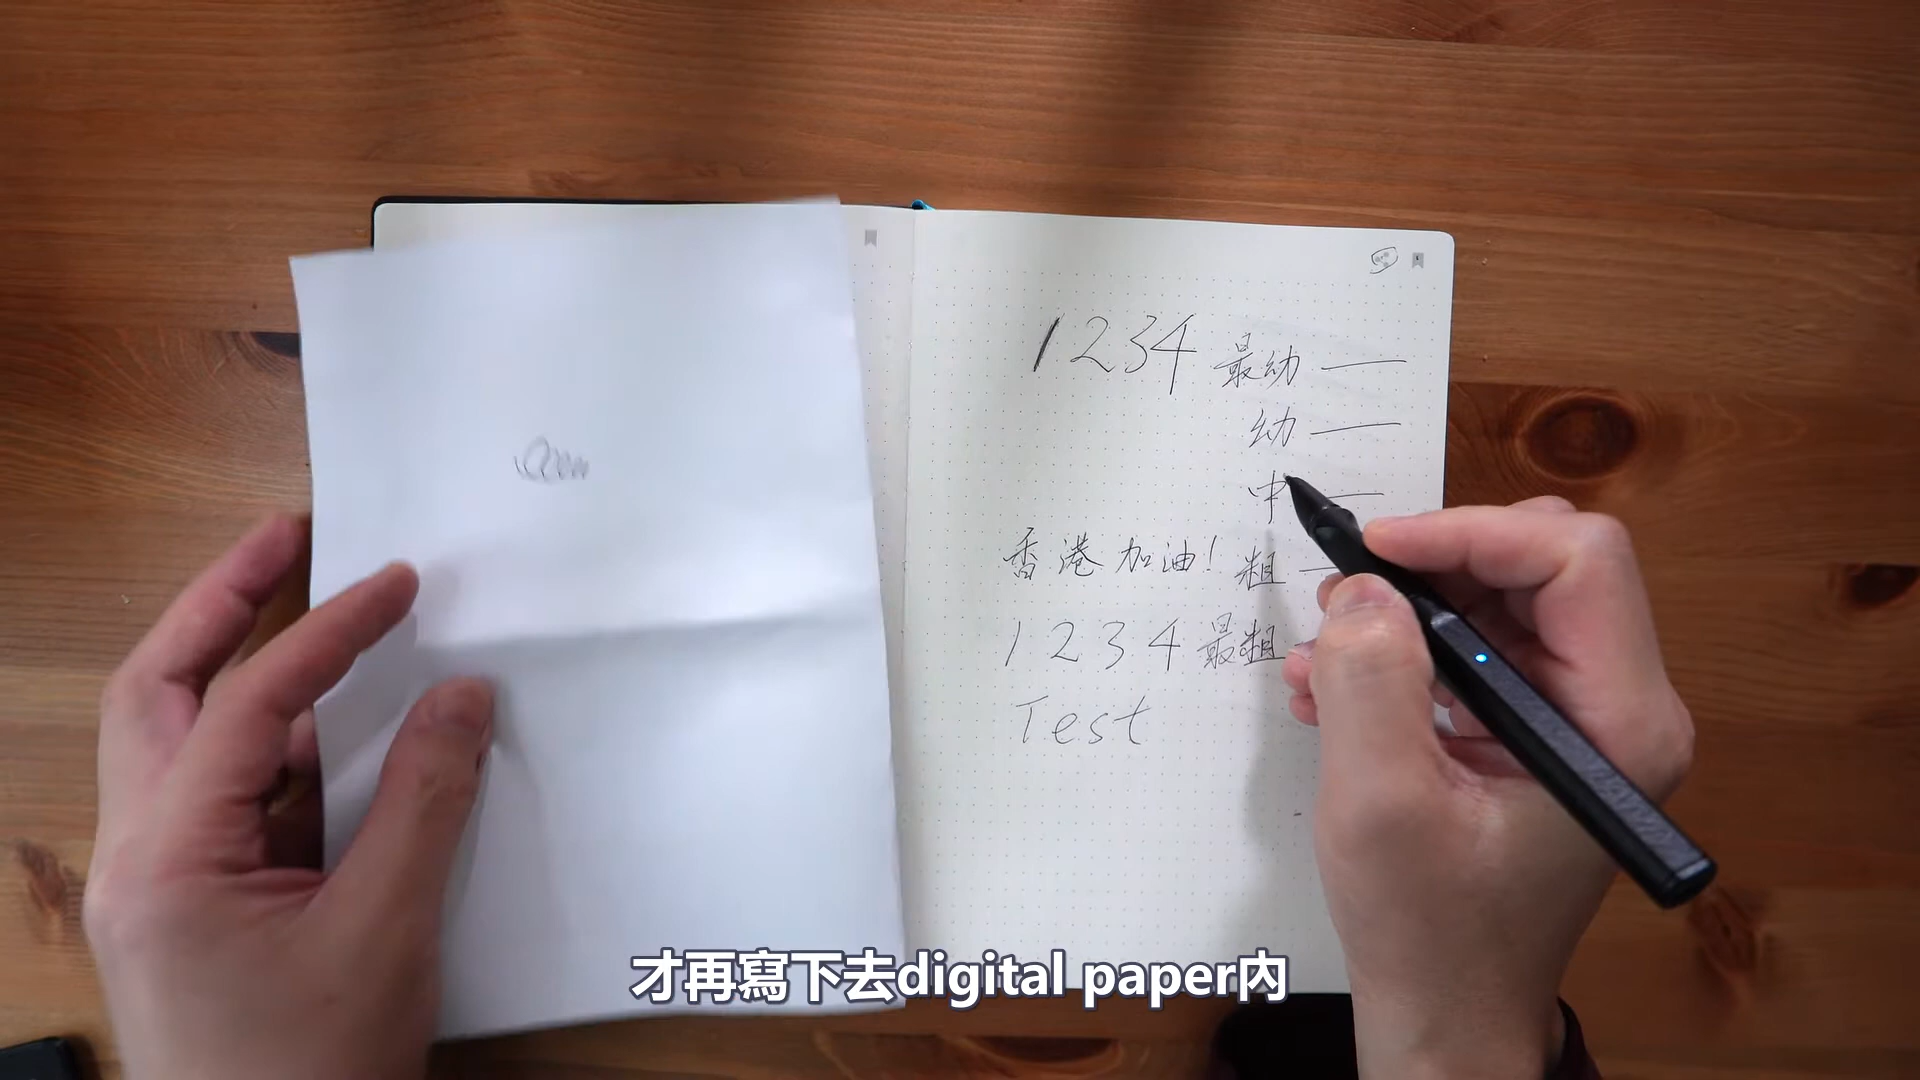 1234 最幼
幼
中
香港加油! 粗
1234 最粗
Test
才再寫下去digital paper內